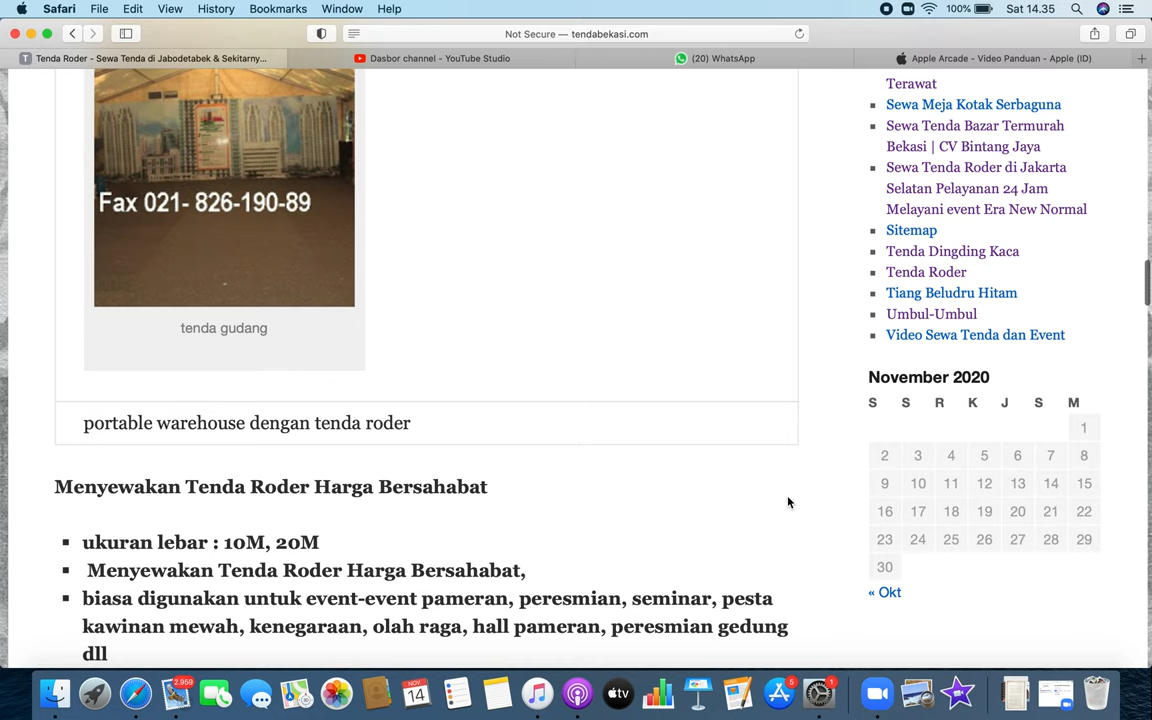 Safari File Edit View History Bookmarks Window Help 100% Sat 14.35
Not Secure — tendabekasi.com
Tenda Roder - Sewa Tenda di Jabodetabek & Sekitarny...
Dasbor channel - YouTube Studio
(20) WhatsApp
Apple Arcade - Video Panduan - Apple (ID)
Fax 021- 826-190-89
tenda gudang
portable warehouse dengan tenda roder
Menyewakan Tenda Roder Harga Bersahabat
ukuran lebar : 10M, 20M
Menyewakan Tenda Roder Harga Bersahabat,
biasa digunakan untuk event-event pameran, peresmian, seminar, pesta
kawinan mewah, kenegaraan, olah raga, hall pameran, peresmian gedung
dll
Terawat
Sewa Meja Kotak Serbaguna
Sewa Tenda Bazar Termurah
Bekasi | CV Bintang Jaya
Sewa Tenda Roder di Jakarta
Selatan Pelayanan 24 Jam
Melayani event Era New Normal
Sitemap
Tenda Dingding Kaca
Tenda Roder
Tiang Beludru Hitam
Umbul-Umbul
Video Sewa Tenda dan Event
November 2020
S S R K J S M
1
2 3 4 5 6 7 8
9 10 11 12 13 14 15
16 17 18 19 20 21 22
23 24 25 26 27 28 29
30
« Okt
2.959
NOV
14
tv
5
1